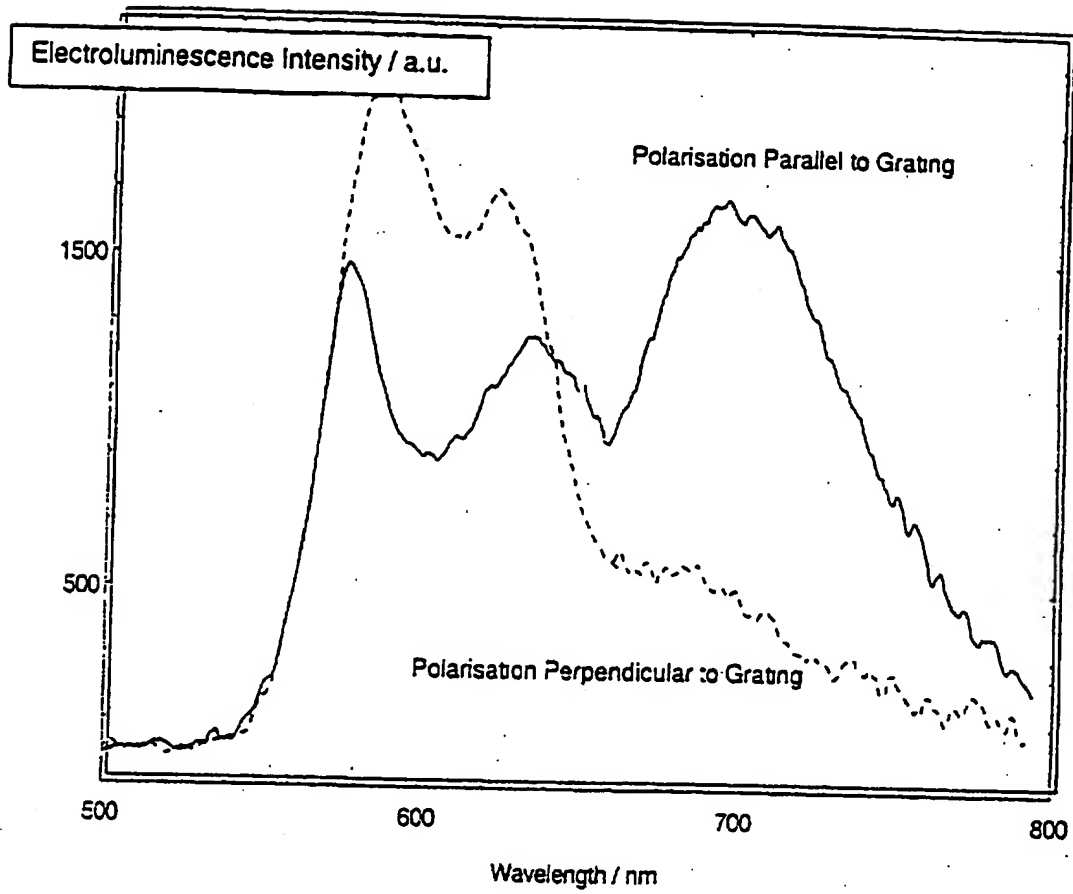 Electroluminescence Intensity / a.u.
Polarisation Parallel to Grating
1500
500
Polarisation Perpendicular to Grating
500
600
700
800
Wavelength / nm